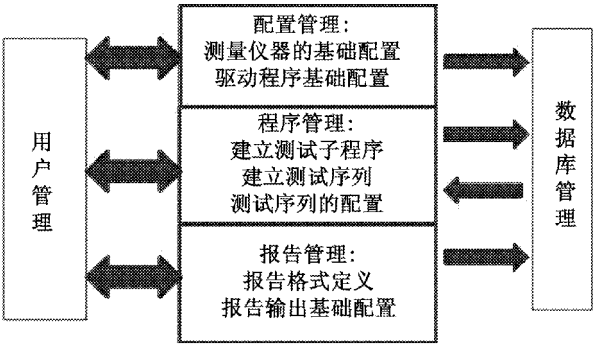 用户管理
配置管理:
测量仪器的基础配置
驱动程序基础配置
程序管理:
建立测试子程序
建立测试序列
测试序列的配置
报告管理:
报告格式定义
报告输出基础配置
数据库管理